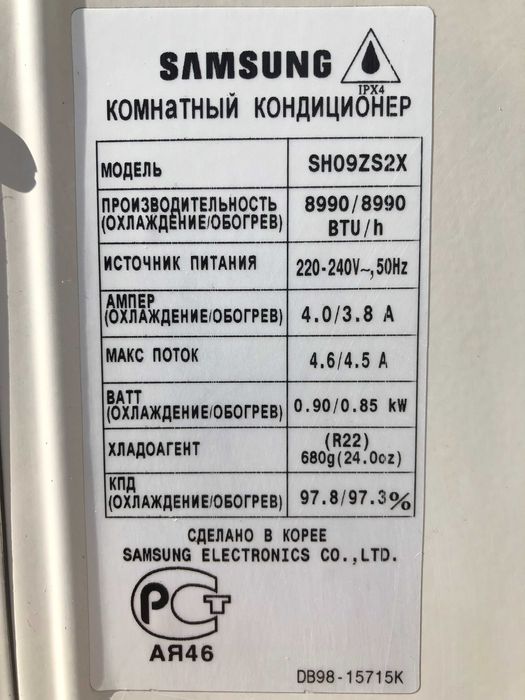 SAMSUNG
IPX4
КОМНАТНЫЙ КОНДИЦИОНЕР
МОДЕЛЬ SH09ZS2X
ПРОИЗВОДИТЕЛЬНОСТЬ (ОХЛАЖДЕНИЕ/ОБОГРЕВ) 8990/8990 BTU/h
ИСТОЧНИК ПИТАНИЯ 220-240V~,50Hz
АМПЕР (ОХЛАЖДЕНИЕ/ОБОГРЕВ) 4.0/3.8 A
МАКС ПОТОК 4.6/4.5 A
ВАТТ (ОХЛАЖДЕНИЕ/ОБОГРЕВ) 0.90/0.85 kW
ХЛАДОАГЕНТ (R22) 680g(24.0oz)
КПД (ОХЛАЖДЕНИЕ/ОБОГРЕВ) 97.8/97.3%
СДЕЛАНО В КОРЕЕ
SAMSUNG ELECTRONICS CO.,LTD.
РСТ
АЯ46
DB98-15715K